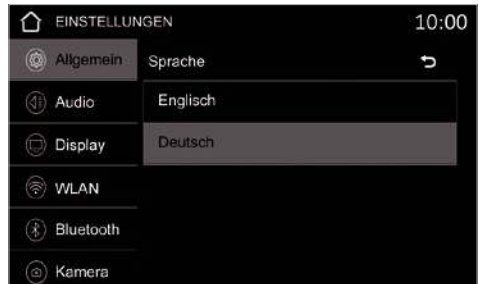 EINSTELLUNGEN 10:00
Allgemein
Sprache
Audio
Englisch
Display
Deutsch
WLAN
Bluetooth
Kamera